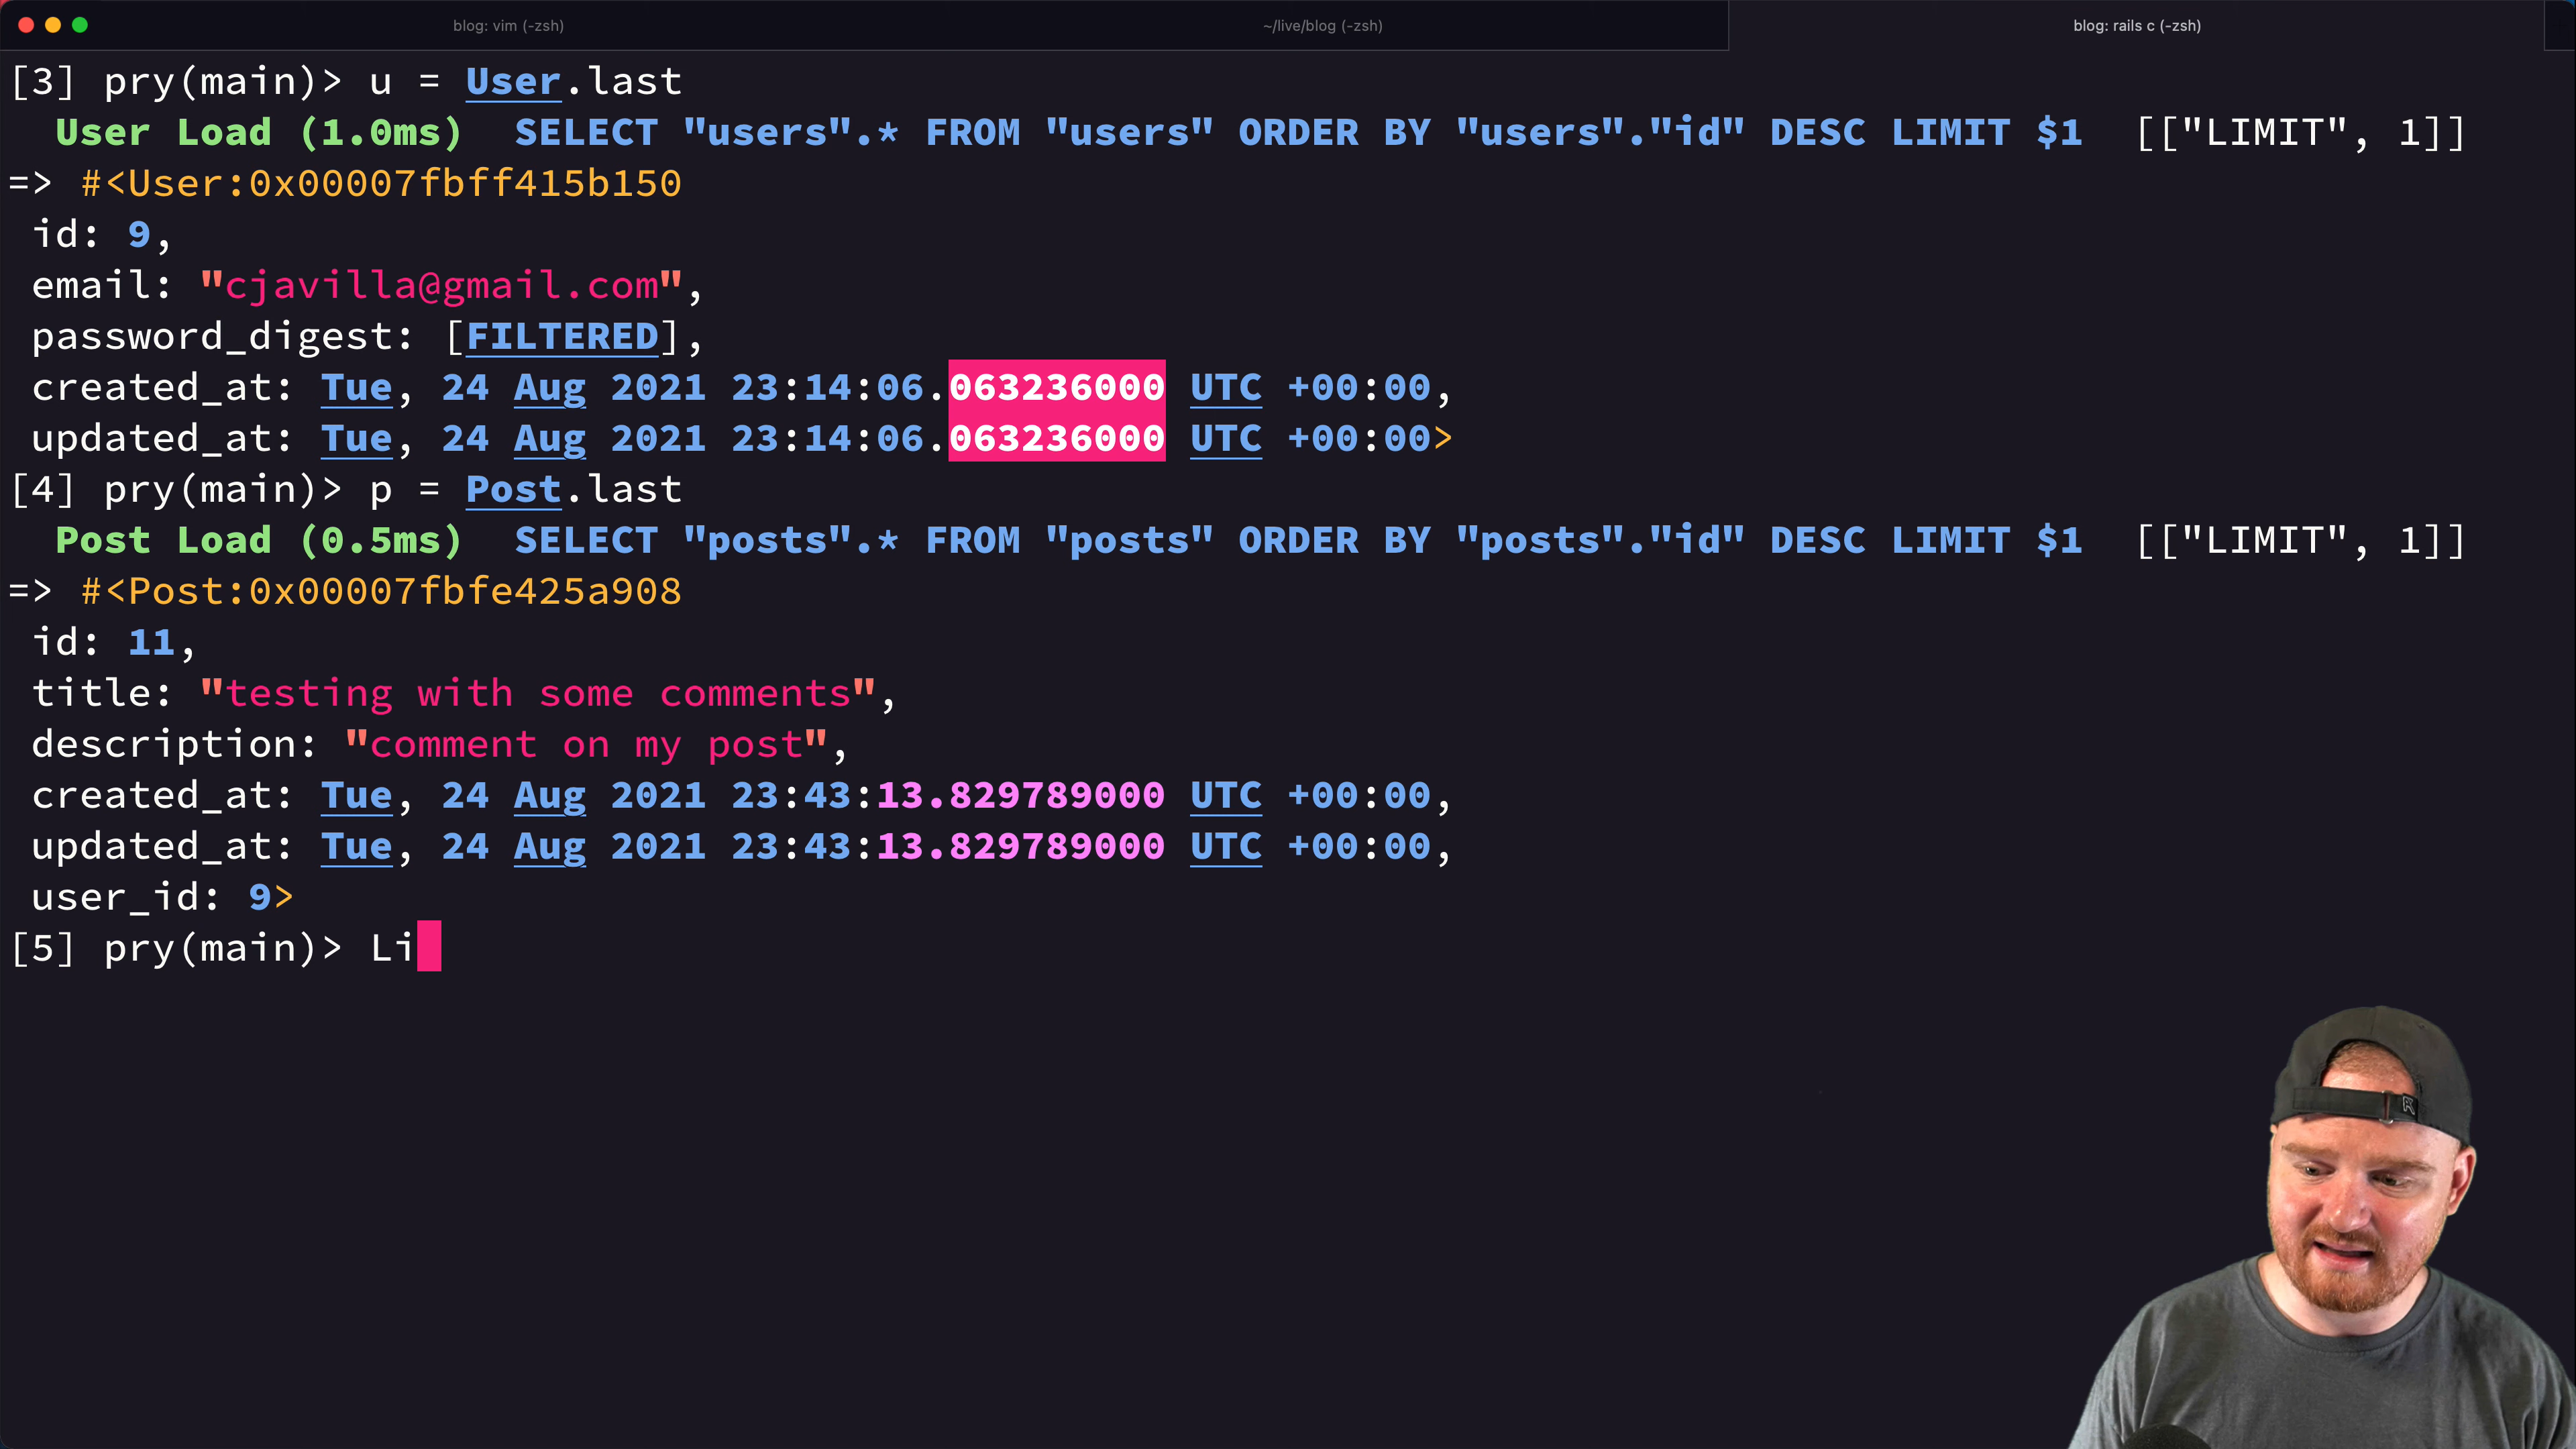 blog: vim (-zsh)
~/live/blog (-zsh)
blog: rails c (-zsh)
[3] pry(main)> u = User.last
User Load (1.0ms)  SELECT "users".* FROM "users" ORDER BY "users"."id" DESC LIMIT $1  [["LIMIT", 1]]
=> #<User:0x00007fbff415b150
id: 9,
email: "cjavilla@gmail.com",
password_digest: [FILTERED],
created_at: Tue, 24 Aug 2021 23:14:06.063236000 UTC +00:00,
updated_at: Tue, 24 Aug 2021 23:14:06.063236000 UTC +00:00>
[4] pry(main)> p = Post.last
Post Load (0.5ms)  SELECT "posts".* FROM "posts" ORDER BY "posts"."id" DESC LIMIT $1  [["LIMIT", 1]]
=> #<Post:0x00007fbfe425a908
id: 11,
title: "testing with some comments",
description: "comment on my post",
created_at: Tue, 24 Aug 2021 23:43:13.829789000 UTC +00:00,
updated_at: Tue, 24 Aug 2021 23:43:13.829789000 UTC +00:00,
user_id: 9>
[5] pry(main)> Li